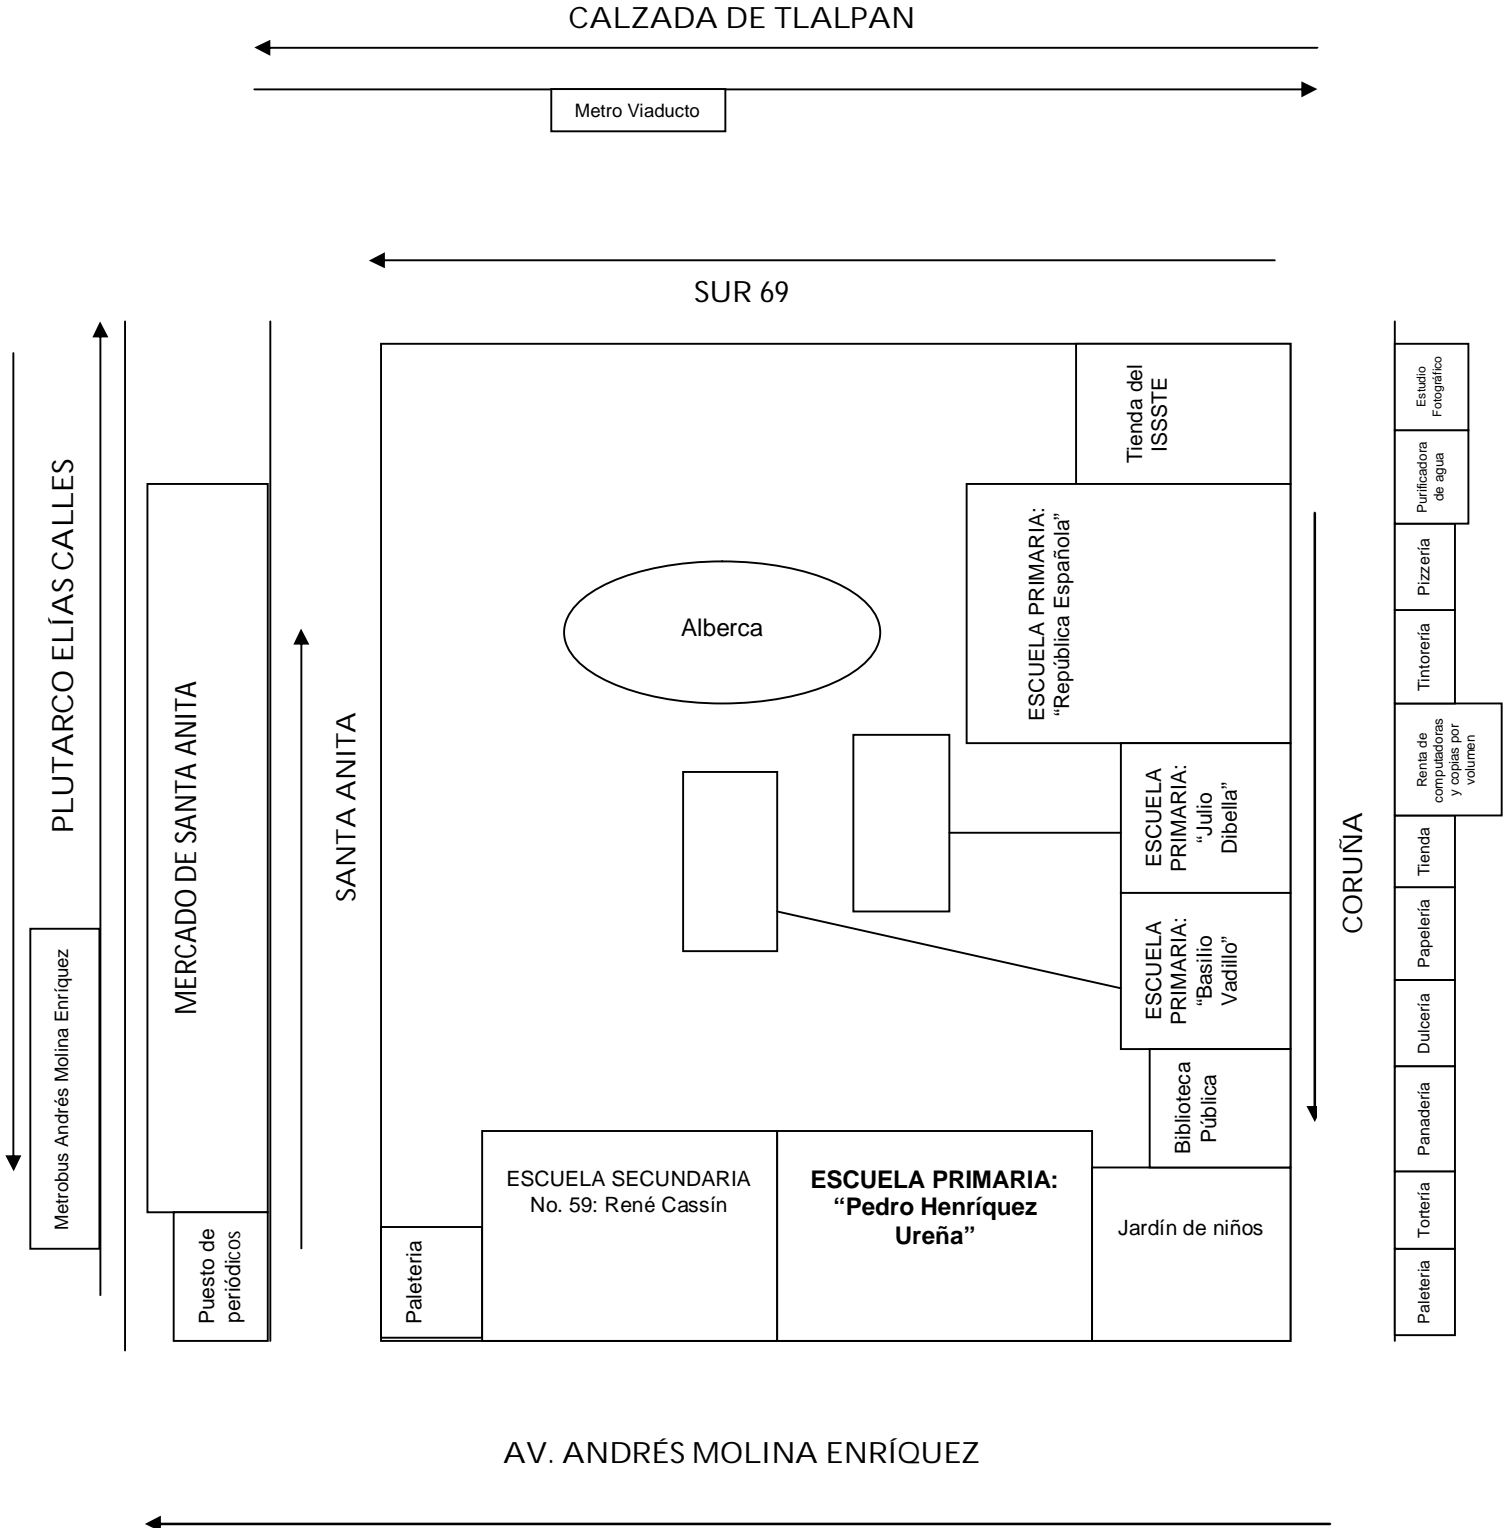 CALZADA DE TLALPAN
Metro Viaducto
SUR 69
PLUTARCO ELÍAS CALLES
Metrobus Andrés Molina Enríquez
MERCADO DE SANTA ANITA
Puesto de
periódicos
SANTA ANITA
Tienda del
ISSSTE
ESCUELA PRIMARIA:
“República Española”
Alberca
ESCUELA
PRIMARIA:
“Julio
Dibella”
ESCUELA
PRIMARIA:
“Basilio
Vadillo”
Biblioteca
Pública
Paleteria
ESCUELA SECUNDARIA
No. 59: René Cassín
ESCUELA PRIMARIA:
“Pedro Henríquez
Ureña”
Jardín de niños
CORUÑA
Estudio
Fotográfico
Purificadora
de agua
Pizzería
Tintorería
Renta de
computadoras
y copias por
volumen
Tienda
Papelería
Dulcería
Panadería
Tortería
Paleteria
AV. ANDRÉS MOLINA ENRÍQUEZ